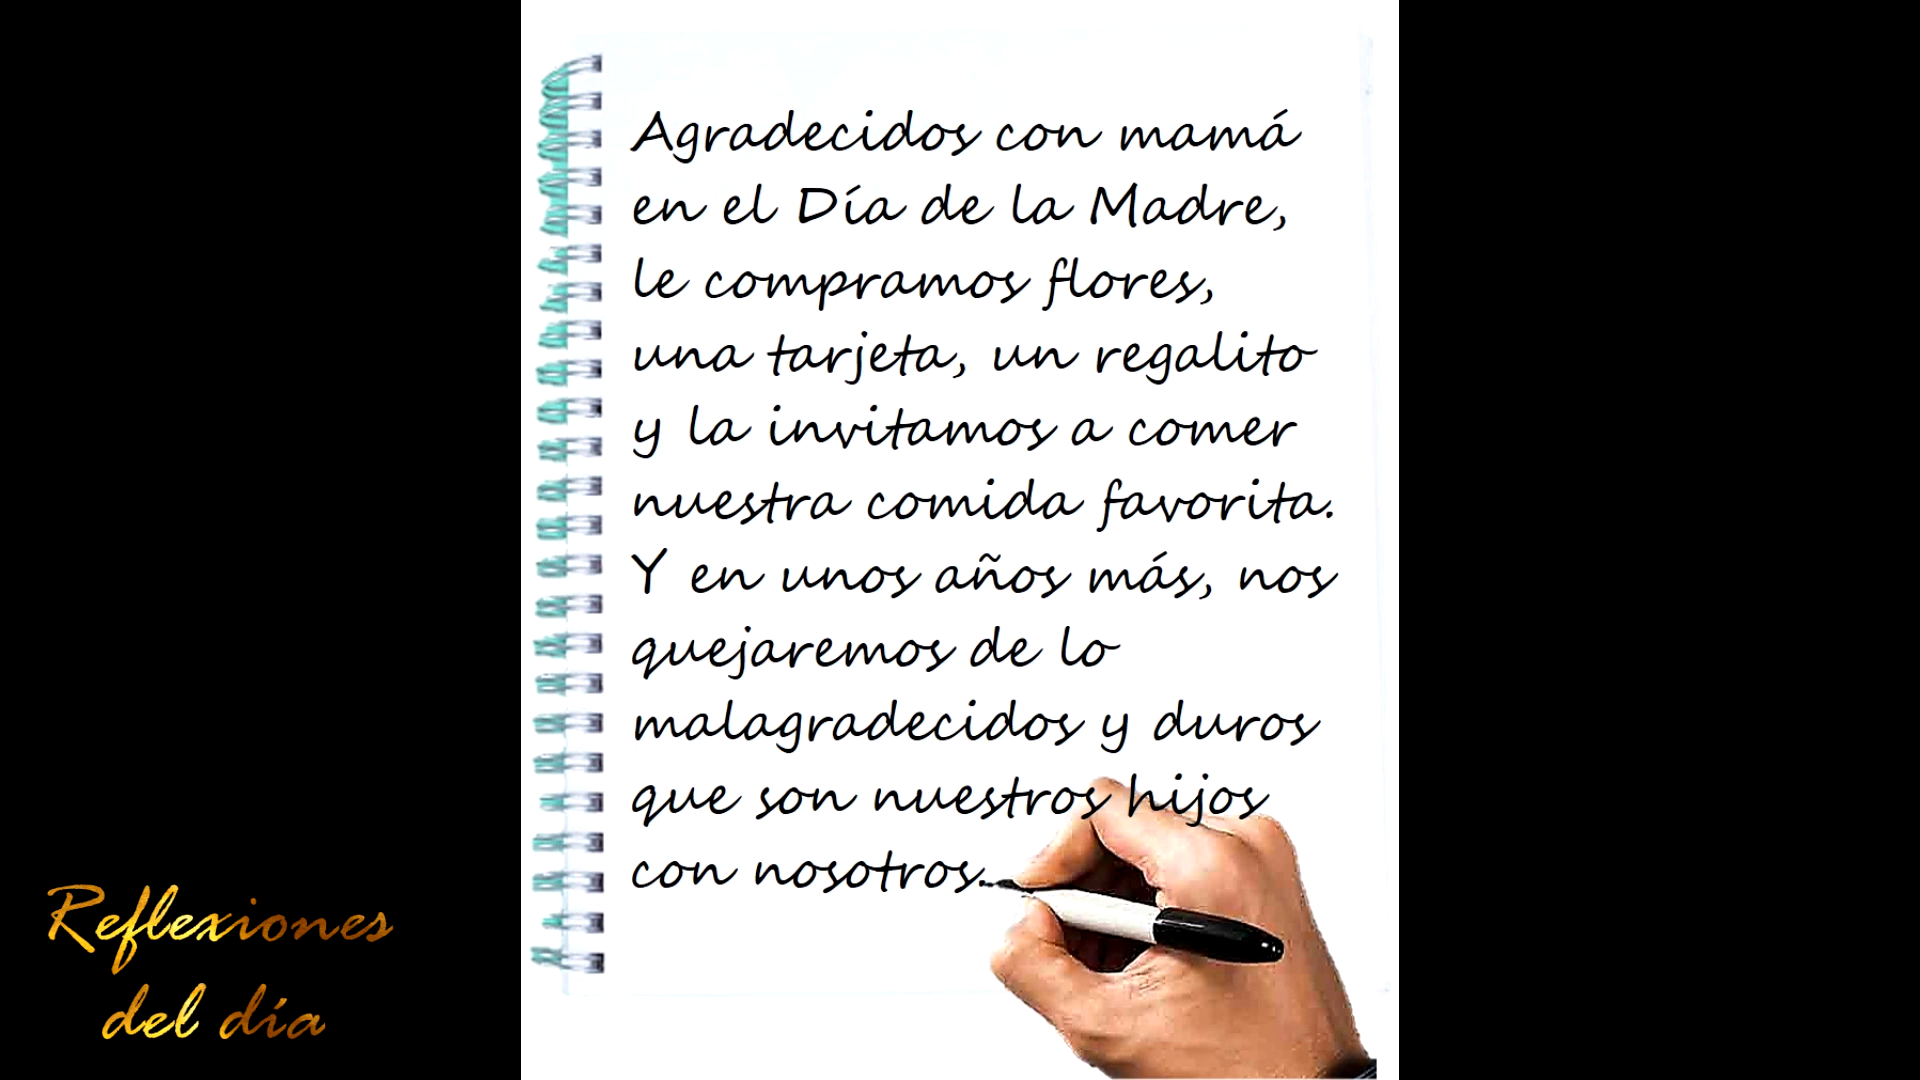 Agradecidos con mamá
en el Día de la Madre,
le compramos flores,
una tarjeta, un regalito
y la invitamos a comer
nuestra comida favorita.
Y en unos años más, nos
quejaremos de lo
malagradecidos y duros
que son nuestros hijos
con nosotros.
Reflexiones
del día